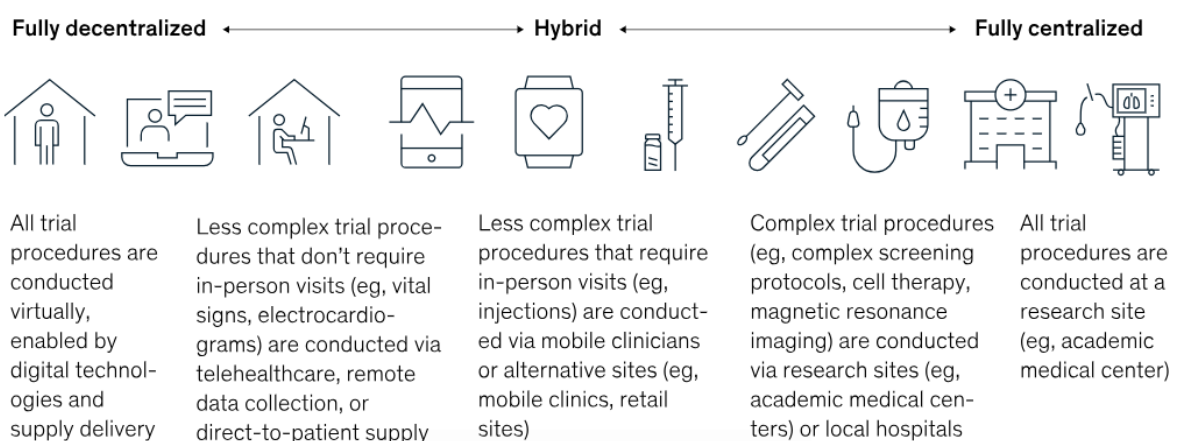 Fully decentralized
Hybrid
Fully centralized
All trial
procedures are
conducted
virtually,
enabled by
digital technol-
ogies and
supply delivery
Less complex trial proce-
dures that don’t require
in-person visits (eg, vital
signs, electrocardio-
grams) are conducted via
telehealthcare, remote
data collection, or
direct-to-patient supply
Less complex trial
procedures that require
in-person visits (eg,
injections) are conduct-
ed via mobile clinicians
or alternative sites (eg,
mobile clinics, retail
sites)
Complex trial procedures
(eg, complex screening
protocols, cell therapy,
magnetic resonance
imaging) are conducted
via research sites (eg,
academic medical cen-
ters) or local hospitals
All trial
procedures are
conducted at a
research site
(eg, academic
medical center)